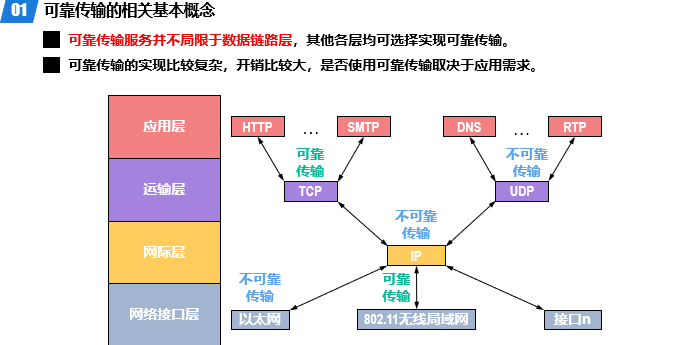 01 可靠传输的相关基本概念
可靠传输服务并不局限于数据链路层，其他各层均可选择实现可靠传输。
可靠传输的实现比较复杂，开销比较大，是否使用可靠传输取决于应用需求。
应用层
HTTP … SMTP
DNS … RTP
可靠
传输
不可靠
传输
运输层
TCP
UDP
不可靠
传输
网际层
IP
不可靠
传输
可靠
传输
网络接口层
以太网
802.11无线局域网
接口n